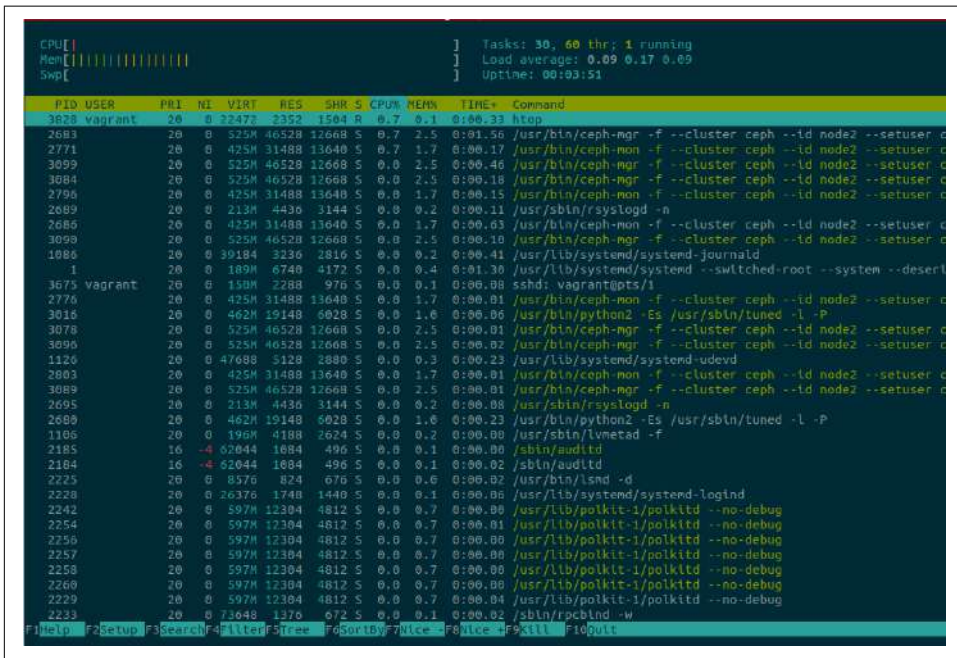 CPU[| ] Tasks: 30, 60 thr; 1 running
Mem[||||||||||||||||| ] Load average: 0.09 0.17 0.09
Swp[ ] Uptime: 00:03:51
PID USER PRI NI VIRT RES SHR S CPU% MEM% TIME+ Command
3828 vagrant 20 0 22472 2352 1504 R 0.7 0.1 0:00.33 htop
2683 20 0 525M 46528 12668 S 0.7 2.5 0:01.56 /usr/bin/ceph-mgr -f --cluster ceph --id node2 --setuser c
2771 20 0 425M 31488 13640 S 0.7 1.7 0:00.17 /usr/bin/ceph-mon -f --cluster ceph --id node2 --setuser c
3099 20 0 525M 46528 12668 S 0.0 2.5 0:00.46 /usr/bin/ceph-mgr -f --cluster ceph --id node2 --setuser c
3084 20 0 525M 46528 12668 S 0.0 2.5 0:00.18 /usr/bin/ceph-mgr -f --cluster ceph --id node2 --setuser c
2796 20 0 425M 31488 13640 S 0.0 1.7 0:00.15 /usr/bin/ceph-mon -f --cluster ceph --id node2 --setuser c
2689 20 0 213M 4436 3144 S 0.0 0.2 0:00.11 /usr/sbin/rsyslogd -n
2686 20 0 425M 31488 13640 S 0.0 1.7 0:00.63 /usr/bin/ceph-mon -f --cluster ceph --id node2 --setuser c
3090 20 0 525M 46528 12668 S 0.0 2.5 0:00.10 /usr/bin/ceph-mgr -f --cluster ceph --id node2 --setuser c
1086 20 0 39184 3236 2816 S 0.0 0.2 0:00.41 /usr/lib/systemd/systemd-journald
1 20 0 189M 6740 4172 S 0.0 0.4 0:01.30 /usr/lib/systemd/systemd --switched-root --system --deseri
3675 vagrant 20 0 150M 2288 976 S 0.0 0.1 0:00.08 sshd: vagrant@pts/1
2776 20 0 425M 31488 13640 S 0.0 1.7 0:00.01 /usr/bin/ceph-mon -f --cluster ceph --id node2 --setuser c
3016 20 0 462M 19148 6028 S 0.0 1.0 0:00.06 /usr/bin/python2 -Es /usr/sbin/tuned -l -P
3078 20 0 525M 46528 12668 S 0.0 2.5 0:00.01 /usr/bin/ceph-mgr -f --cluster ceph --id node2 --setuser c
3096 20 0 525M 46528 12668 S 0.0 2.5 0:00.02 /usr/bin/ceph-mgr -f --cluster ceph --id node2 --setuser c
1126 20 0 47688 5128 2880 S 0.0 0.3 0:00.23 /usr/lib/systemd/systemd-udevd
2803 20 0 425M 31488 13640 S 0.0 1.7 0:00.01 /usr/bin/ceph-mon -f --cluster ceph --id node2 --setuser c
3089 20 0 525M 46528 12668 S 0.0 2.5 0:00.01 /usr/bin/ceph-mgr -f --cluster ceph --id node2 --setuser c
2695 20 0 213M 4436 3144 S 0.0 0.2 0:00.08 /usr/sbin/rsyslogd -n
2680 20 0 462M 19148 6028 S 0.0 1.0 0:00.23 /usr/bin/python2 -Es /usr/sbin/tuned -l -P
1106 20 0 196M 4188 2624 S 0.0 0.2 0:00.00 /usr/sbin/lvmetad -f
2185 16 -4 62044 1084 496 S 0.0 0.1 0:00.00 /sbin/auditd
2184 16 -4 62044 1084 496 S 0.0 0.1 0:00.02 /sbin/auditd
2225 20 0 8576 824 676 S 0.0 0.0 0:00.02 /usr/bin/lsmd -d
2228 20 0 26376 1748 1440 S 0.0 0.1 0:00.06 /usr/lib/systemd/systemd-logind
2242 20 0 597M 12304 4812 S 0.0 0.7 0:00.00 /usr/lib/polkit-1/polkitd --no-debug
2254 20 0 597M 12304 4812 S 0.0 0.7 0:00.01 /usr/lib/polkit-1/polkitd --no-debug
2256 20 0 597M 12304 4812 S 0.0 0.7 0:00.00 /usr/lib/polkit-1/polkitd --no-debug
2257 20 0 597M 12304 4812 S 0.0 0.7 0:00.00 /usr/lib/polkit-1/polkitd --no-debug
2258 20 0 597M 12304 4812 S 0.0 0.7 0:00.00 /usr/lib/polkit-1/polkitd --no-debug
2260 20 0 597M 12304 4812 S 0.0 0.7 0:00.00 /usr/lib/polkit-1/polkitd --no-debug
2229 20 0 597M 12304 4812 S 0.0 0.7 0:00.04 /usr/lib/polkit-1/polkitd --no-debug
2233 20 0 73648 1376 672 S 0.0 0.1 0:00.02 /sbin/rpcbind -w
F1Help F2Setup F3SearchF4FilterF5Tree F6SortByF7Nice -F8Nice +F9Kill F10Quit